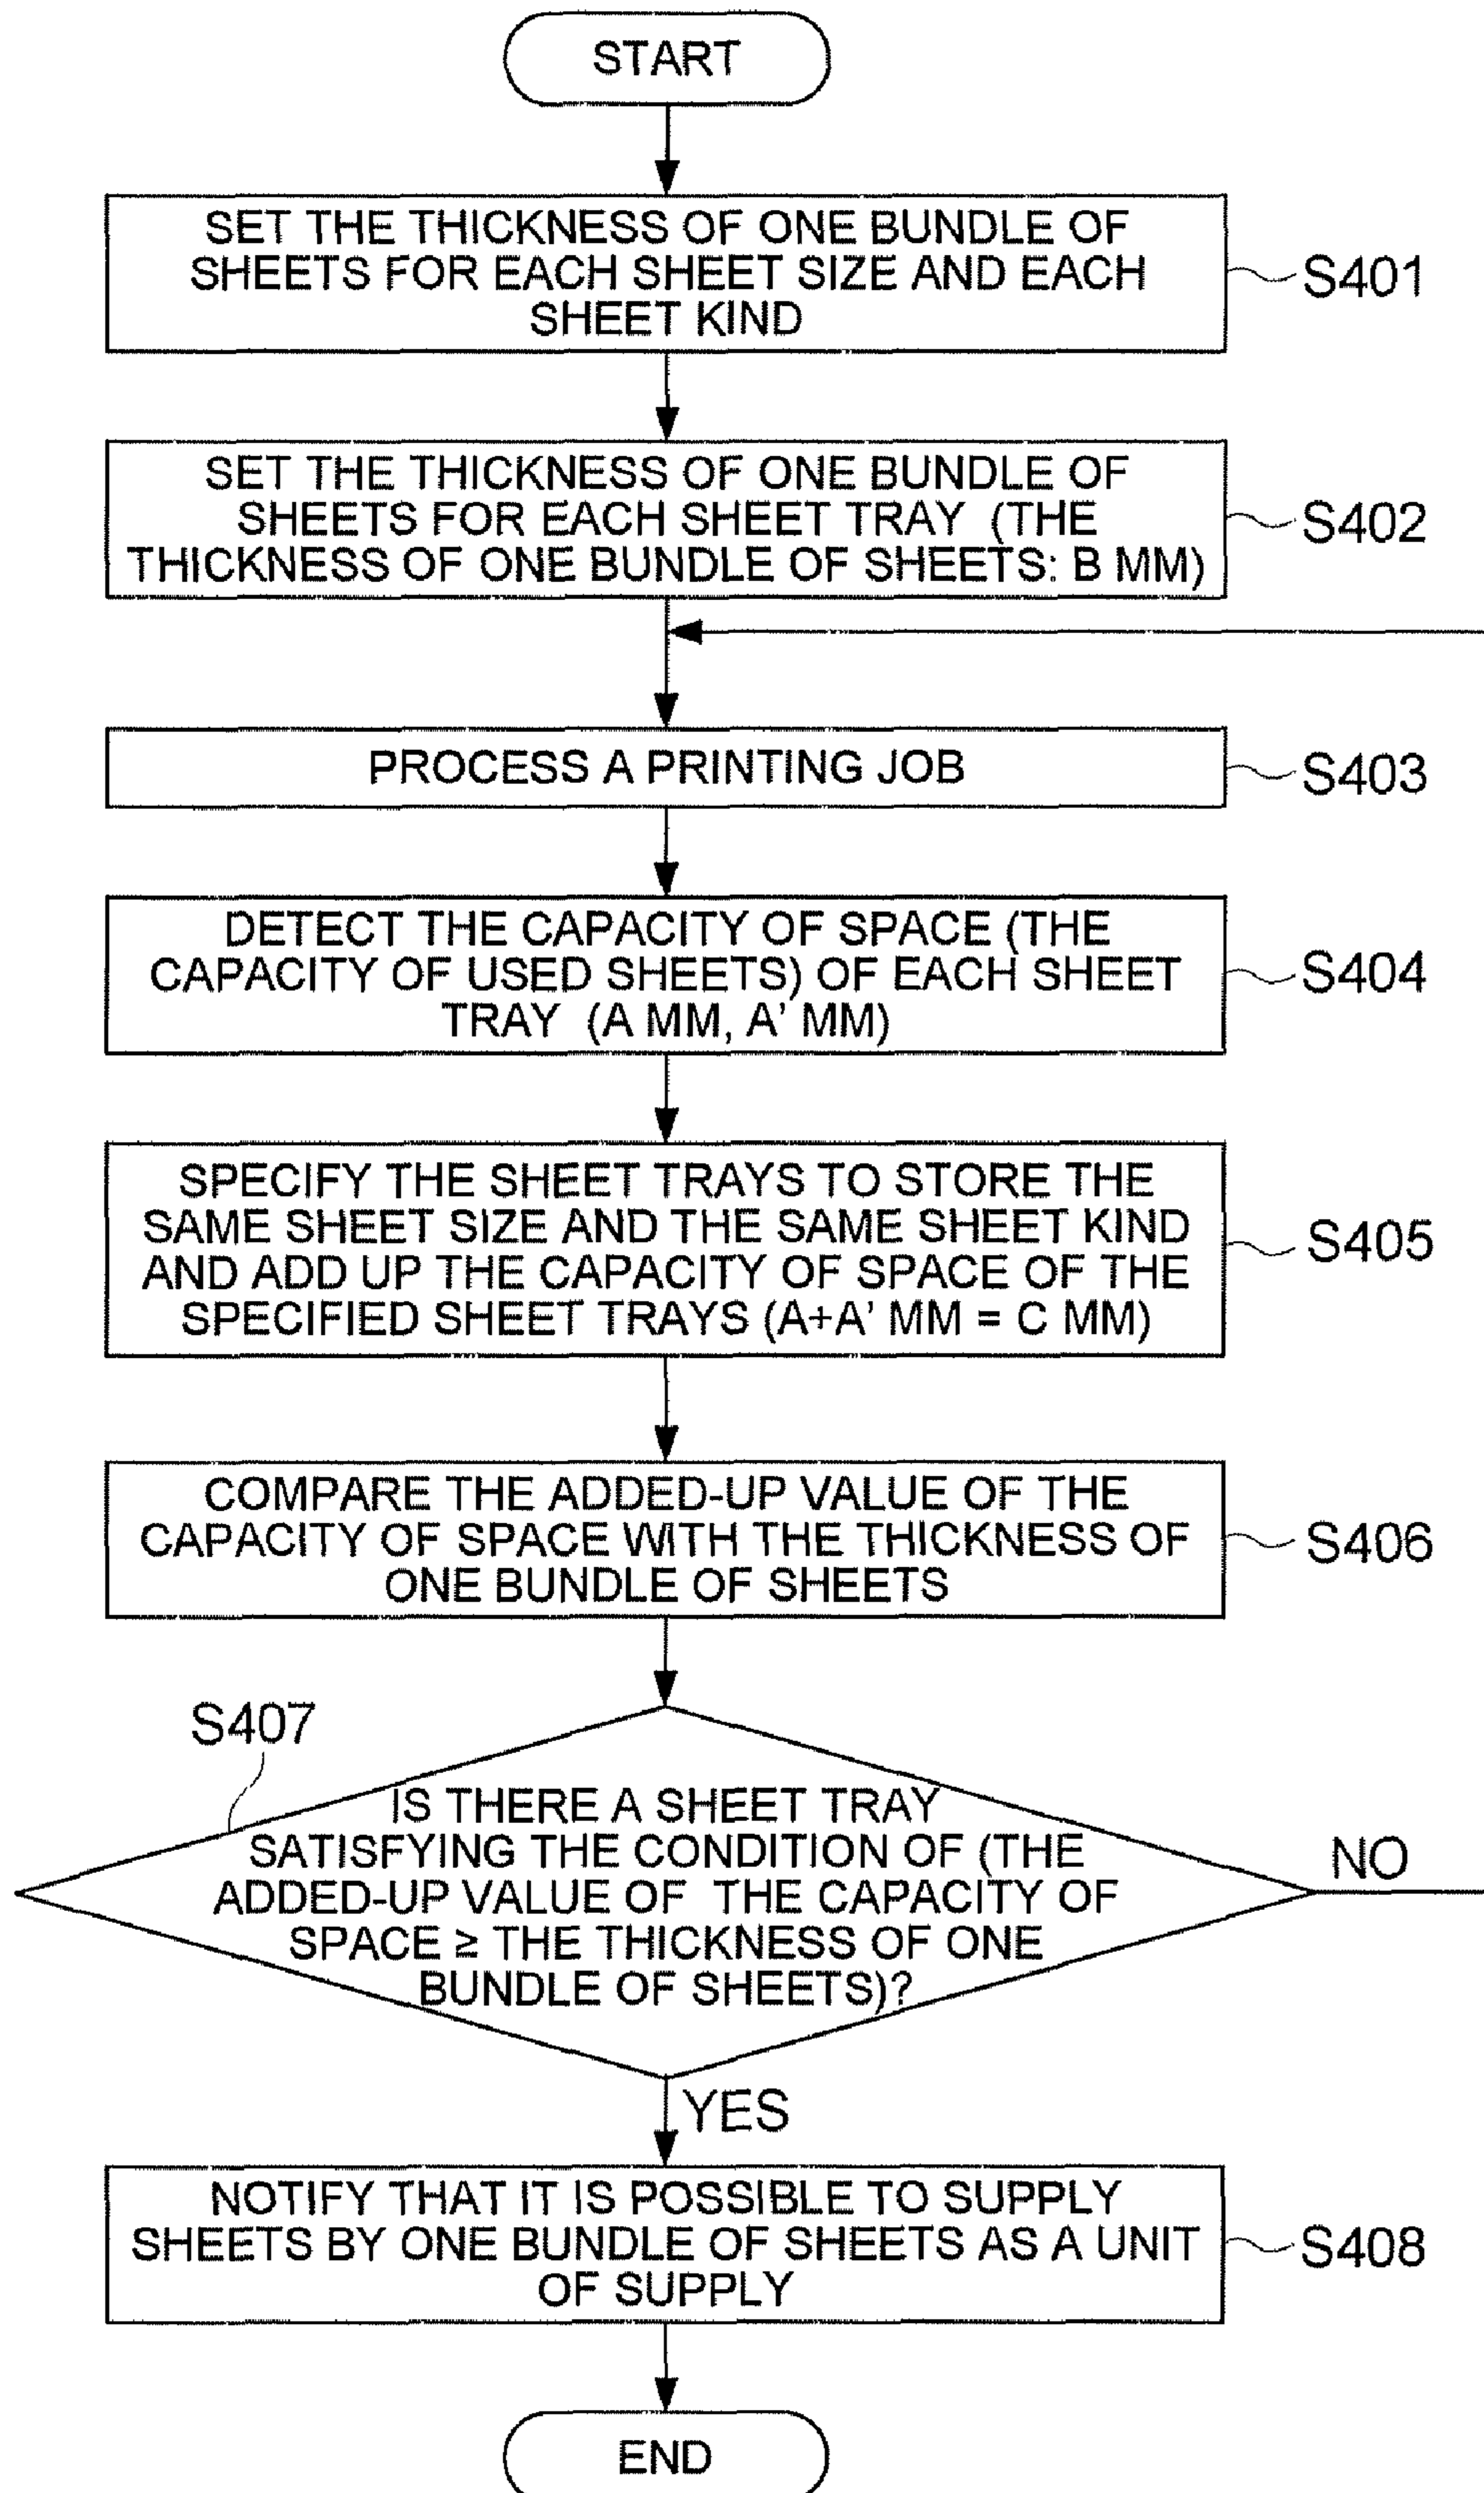 START
SET THE THICKNESS OF ONE BUNDLE OF
SHEETS FOR EACH SHEET SIZE AND EACH
SHEET KIND
S401
SET THE THICKNESS OF ONE BUNDLE OF
SHEETS FOR EACH SHEET TRAY (THE
THICKNESS OF ONE BUNDLE OF SHEETS: B MM)
S402
PROCESS A PRINTING JOB
S403
DETECT THE CAPACITY OF SPACE (THE
CAPACITY OF USED SHEETS) OF EACH SHEET
TRAY (A MM, A' MM)
S404
SPECIFY THE SHEET TRAYS TO STORE THE
SAME SHEET SIZE AND THE SAME SHEET KIND
AND ADD UP THE CAPACITY OF SPACE OF THE
SPECIFIED SHEET TRAYS (A+A' MM = C MM)
S405
COMPARE THE ADDED-UP VALUE OF THE
CAPACITY OF SPACE WITH THE THICKNESS OF
ONE BUNDLE OF SHEETS
S406
S407
IS THERE A SHEET TRAY
SATISFYING THE CONDITION OF (THE
ADDED-UP VALUE OF THE CAPACITY OF
SPACE ≥ THE THICKNESS OF ONE
BUNDLE OF SHEETS)?
NO
YES
NOTIFY THAT IT IS POSSIBLE TO SUPPLY
SHEETS BY ONE BUNDLE OF SHEETS AS A UNIT
OF SUPPLY
S408
END